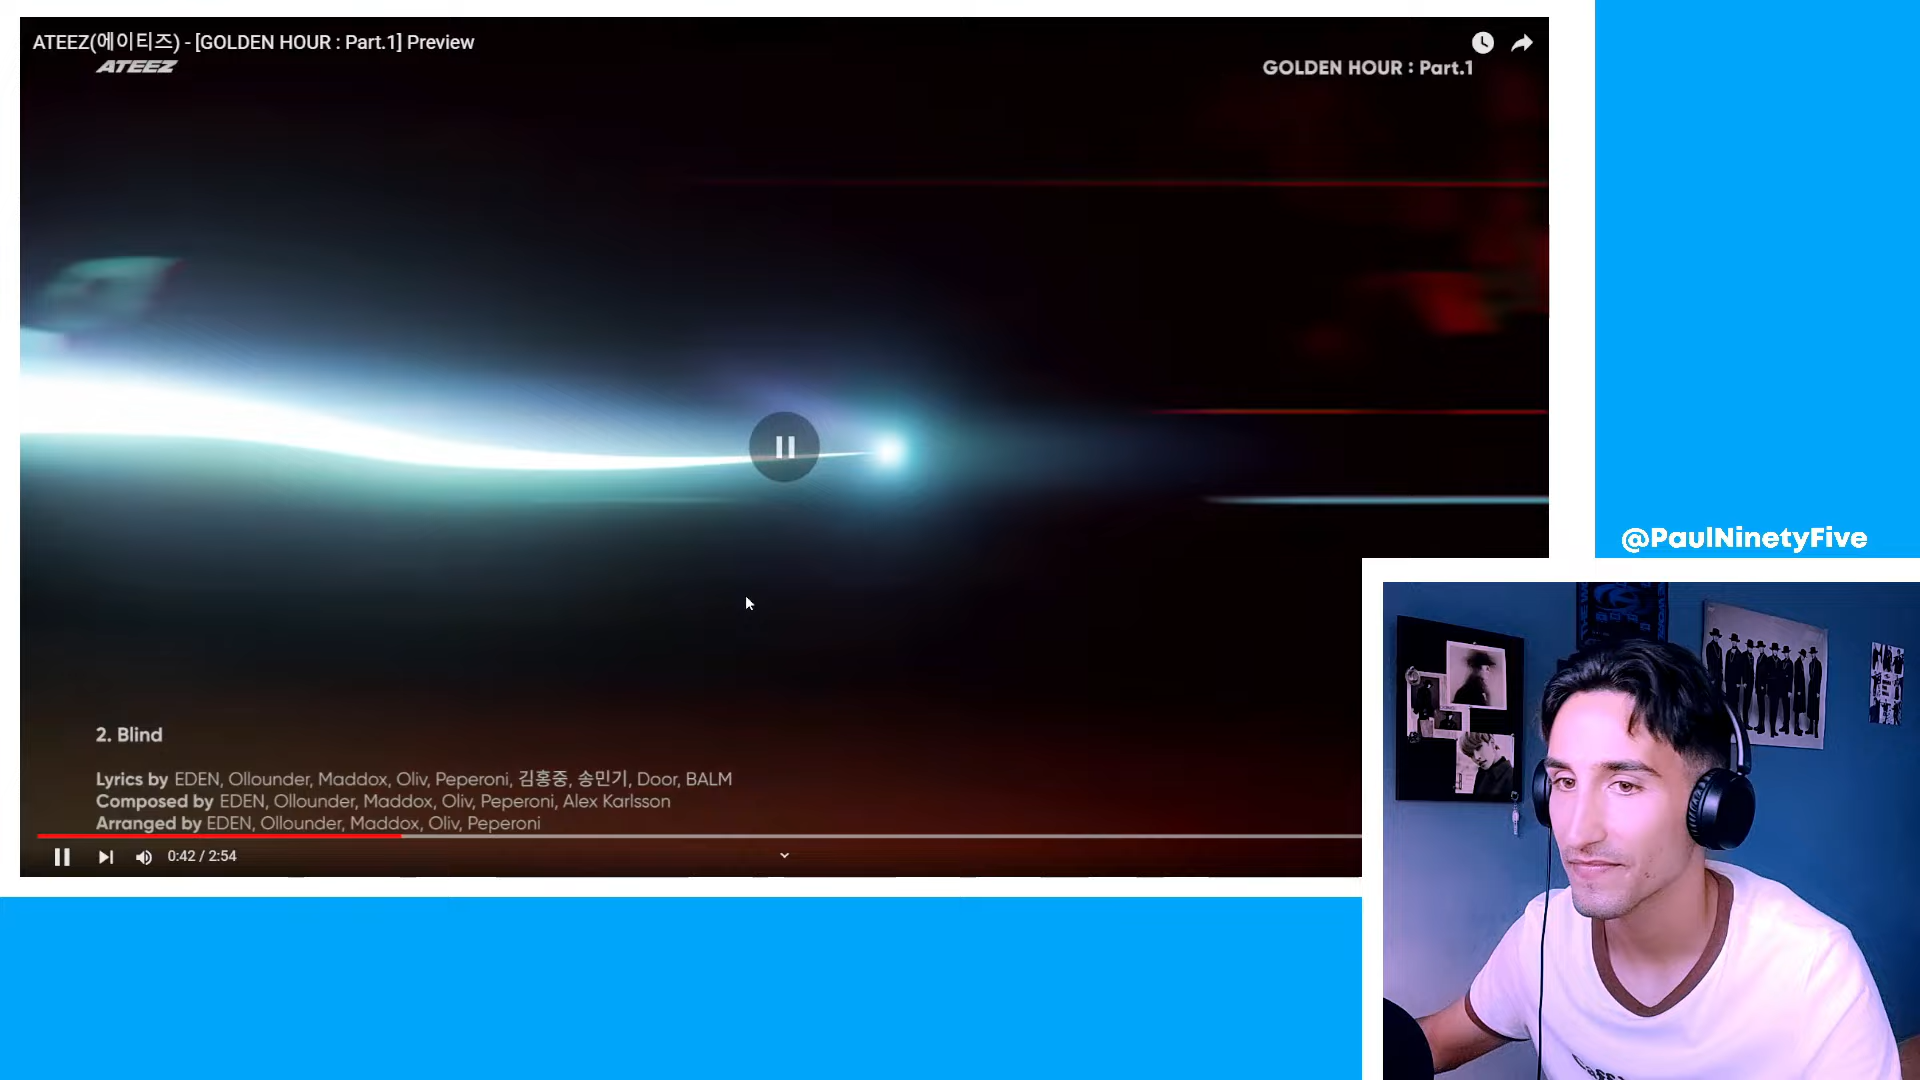 ATEEZ(에이티즈) - [GOLDEN HOUR : Part.1] Preview
ATEEZ
GOLDEN HOUR : Part.1
@PaulNinetyFive
2. Blind
Lyrics by EDEN, Ollounder, Maddox, Oliv, Peperoni, 김홍중, 송민기, Door, BALM
Composed by EDEN, Ollounder, Maddox, Oliv, Peperoni, Alex Karlsson
Arranged by EDEN, Ollounder, Maddox, Oliv, Peperoni
0:42 / 2:54